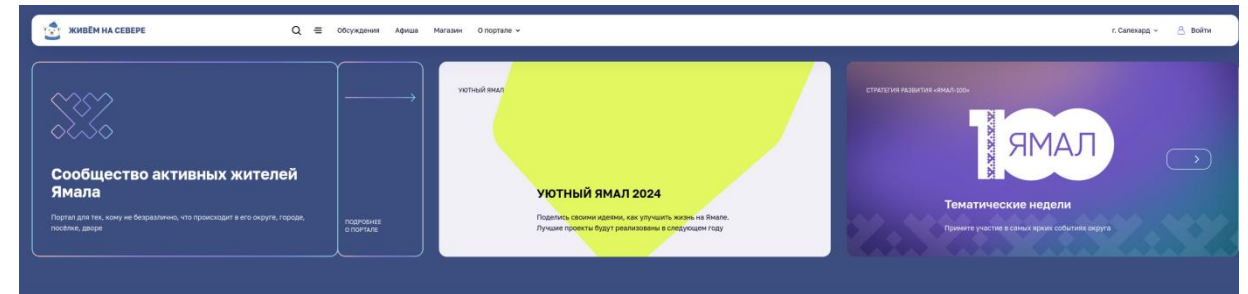 ЖИВЁМ НА СЕВЕРЕ
Обсуждения Афиша Магазин О портале
г. Салехард
Войти
Сообщество активных жителей
Ямала
Портал для тех, кому не безразлично, что происходит в его округе, городе,
посёлке, дворе
ПОДРОБНЕЕ
О ПОРТАЛЕ
УЮТНЫЙ ЯМАЛ
УЮТНЫЙ ЯМАЛ 2024
Поделись своими идеями, как улучшить жизнь на Ямале.
Лучшие проекты будут реализованы в следующем году
СТРАТЕГИЯ РАЗВИТИЯ «ЯМАЛ-100»
100 ЯМАЛ
Тематические недели
Примите участие в самых ярких событиях округа